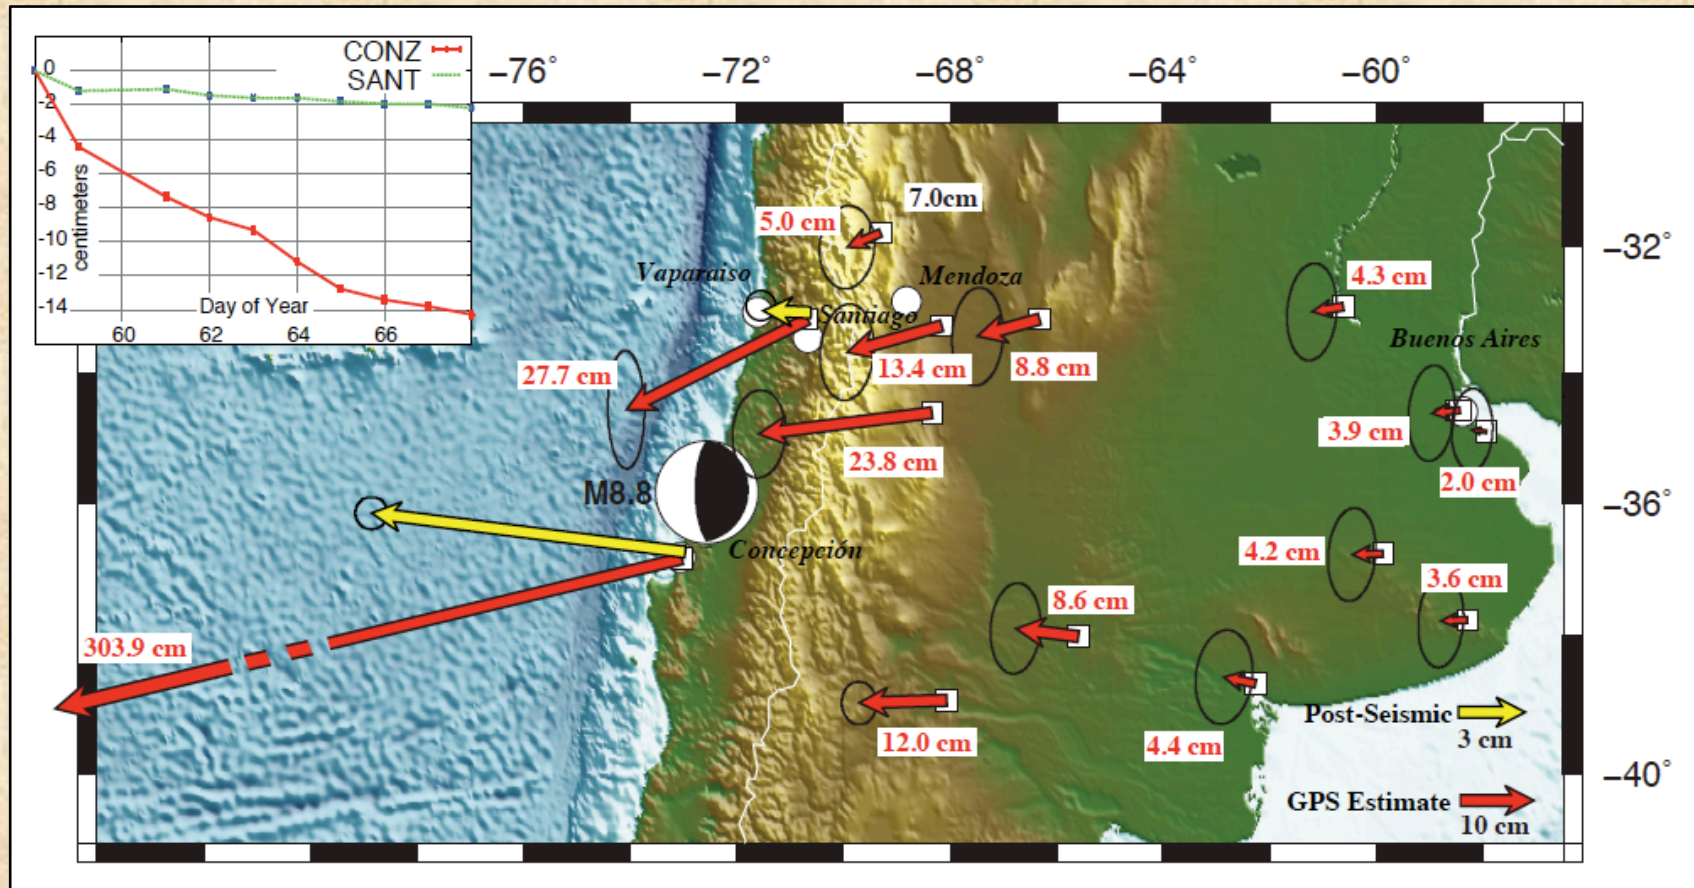 CONZ
SANT
0
-2
-4
-6
-8
-10
-12
-14
centimeters
Day of Year
60
62
64
66
−76°
−72°
−68°
−64°
−60°
−32°
−36°
−40°
7.0cm
5.0 cm
Vaparaiso
Mendoza
Santiago
4.3 cm
Buenos Aires
27.7 cm
13.4 cm
8.8 cm
3.9 cm
23.8 cm
2.0 cm
M8.8
Concepción
4.2 cm
3.6 cm
8.6 cm
303.9 cm
12.0 cm
4.4 cm
Post-Seismic
3 cm
GPS Estimate
10 cm